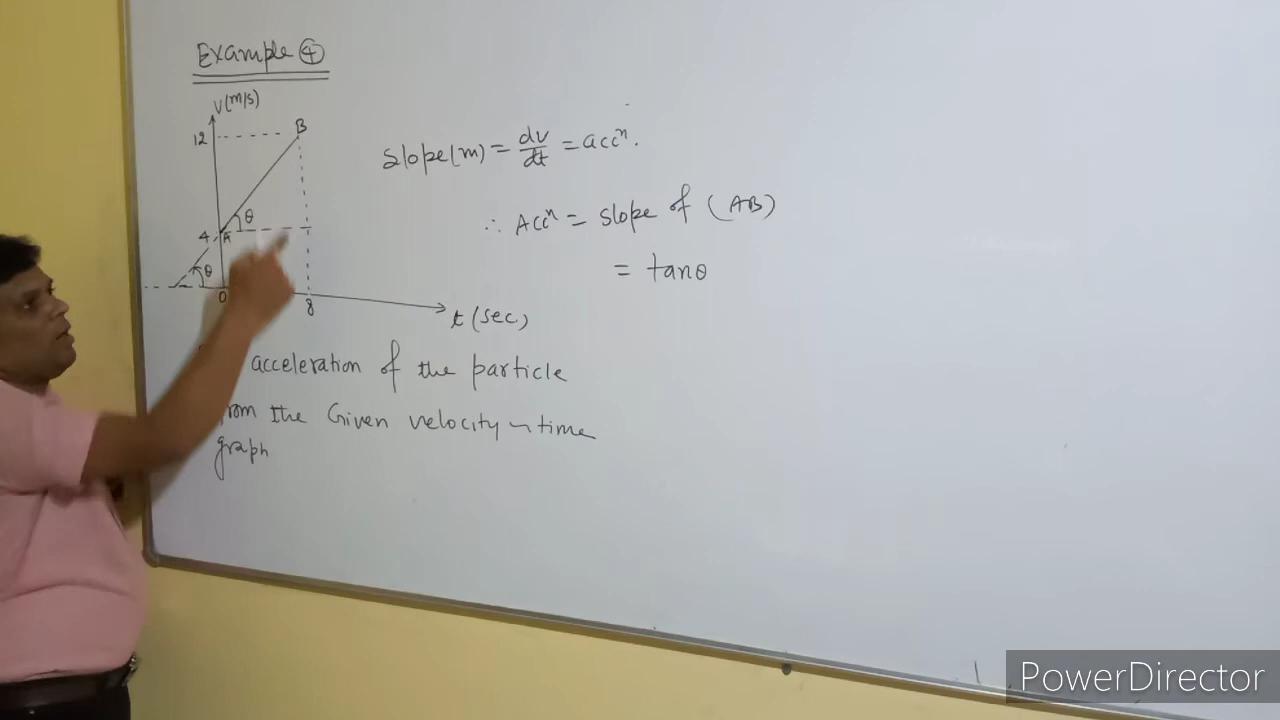 Example ④
V(m/s)
12
B
θ
4
A
θ
0
8
t (sec)
Slope(m) = dv/dt = accⁿ.
∴ Accⁿ = Slope of (AB)
= tanθ
acceleration of the particle
the Given velocity ~ time
graph
PowerDirector